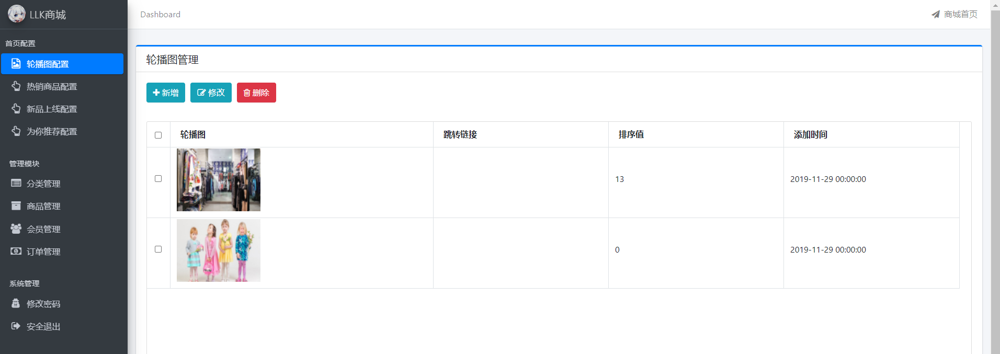 LLK商城
Dashboard
商城首页
首页配置
轮播图配置
热销商品配置
新品上线配置
为你推荐配置
管理模块
分类管理
商品管理
会员管理
订单管理
系统管理
修改密码
安全退出
轮播图管理
新增 修改 删除
轮播图 跳转链接 排序值 添加时间
13 2019-11-29 00:00:00
0 2019-11-29 00:00:00